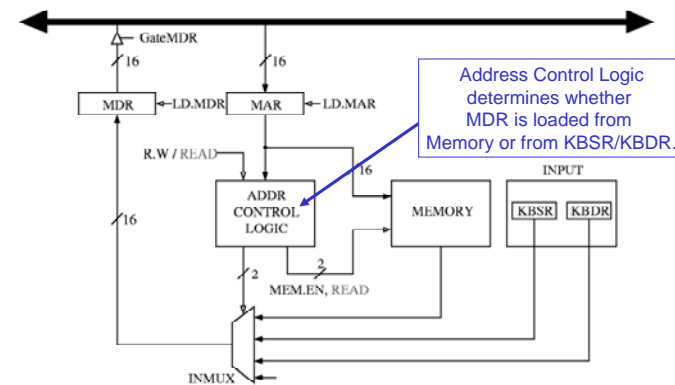 GateMDR
16
16
MDR
LD.MDR
MAR
LD.MAR
Address Control Logic
determines whether
MDR is loaded from
Memory or from KBSR/KBDR.
R.W / READ
16
INPUT
ADDR
CONTROL
LOGIC
MEMORY
KBSR
KBDR
16
2
2
MEM.EN, READ
INMUX